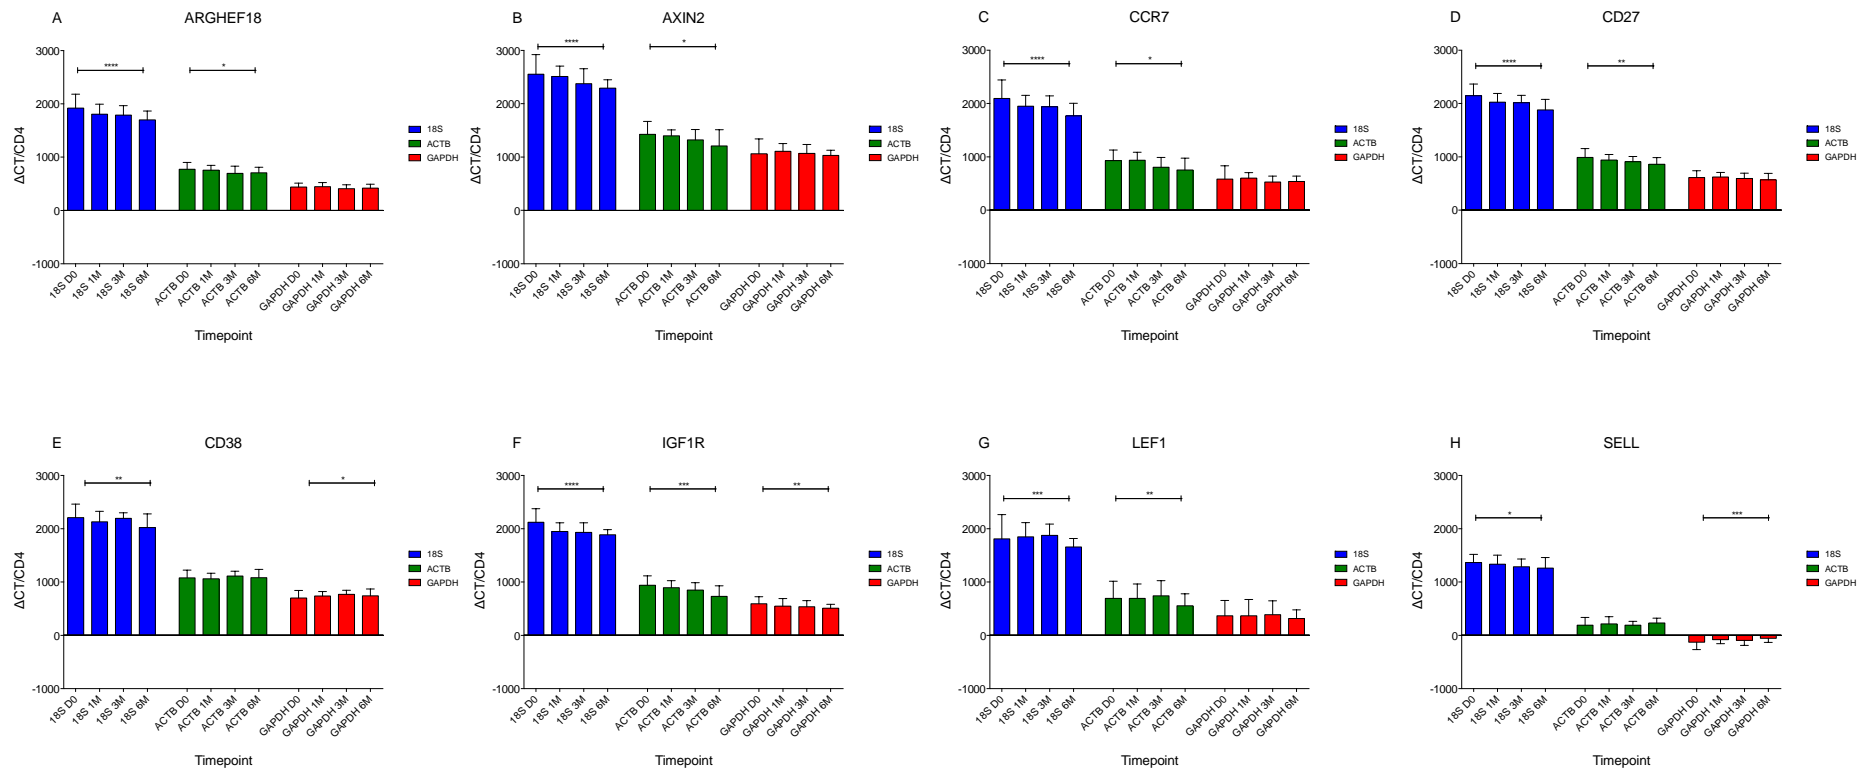 A
ARGHEF18
3000
2000
1000
0
-1000
ΔCT/CD4
****
*
18S
ACTB
GAPDH
18S D0
18S 1M
18S 3M
18S 6M
ACTB D0
ACTB 1M
ACTB 3M
ACTB 6M
GAPDH D0
GAPDH 1M
GAPDH 3M
GAPDH 6M
Timepoint
B
AXIN2
3000
2000
1000
0
-1000
ΔCT/CD4
****
*
18S
ACTB
GAPDH
18S D0
18S 1M
18S 3M
18S 6M
ACTB D0
ACTB 1M
ACTB 3M
ACTB 6M
GAPDH D0
GAPDH 1M
GAPDH 3M
GAPDH 6M
Timepoint
C
CCR7
3000
2000
1000
0
-1000
ΔCT/CD4
****
*
18S
ACTB
GAPDH
18S D0
18S 1M
18S 3M
18S 6M
ACTB D0
ACTB 1M
ACTB 3M
ACTB 6M
GAPDH D0
GAPDH 1M
GAPDH 3M
GAPDH 6M
Timepoint
D
CD27
3000
2000
1000
0
-1000
ΔCT/CD4
****
**
18S
ACTB
GAPDH
18S D0
18S 1M
18S 3M
18S 6M
ACTB D0
ACTB 1M
ACTB 3M
ACTB 6M
GAPDH D0
GAPDH 1M
GAPDH 3M
GAPDH 6M
Timepoint
E
CD38
3000
2000
1000
0
-1000
ΔCT/CD4
**
*
18S
ACTB
GAPDH
18S D0
18S 1M
18S 3M
18S 6M
ACTB D0
ACTB 1M
ACTB 3M
ACTB 6M
GAPDH D0
GAPDH 1M
GAPDH 3M
GAPDH 6M
Timepoint
F
IGF1R
3000
2000
1000
0
-1000
ΔCT/CD4
****
***
**
18S
ACTB
GAPDH
18S D0
18S 1M
18S 3M
18S 6M
ACTB D0
ACTB 1M
ACTB 3M
ACTB 6M
GAPDH D0
GAPDH 1M
GAPDH 3M
GAPDH 6M
Timepoint
G
LEF1
3000
2000
1000
0
-1000
ΔCT/CD4
***
**
18S
ACTB
GAPDH
18S D0
18S 1M
18S 3M
18S 6M
ACTB D0
ACTB 1M
ACTB 3M
ACTB 6M
GAPDH D0
GAPDH 1M
GAPDH 3M
GAPDH 6M
Timepoint
H
SELL
3000
2000
1000
0
-1000
ΔCT/CD4
*
***
18S
ACTB
GAPDH
18S D0
18S 1M
18S 3M
18S 6M
ACTB D0
ACTB 1M
ACTB 3M
ACTB 6M
GAPDH D0
GAPDH 1M
GAPDH 3M
GAPDH 6M
Timepoint